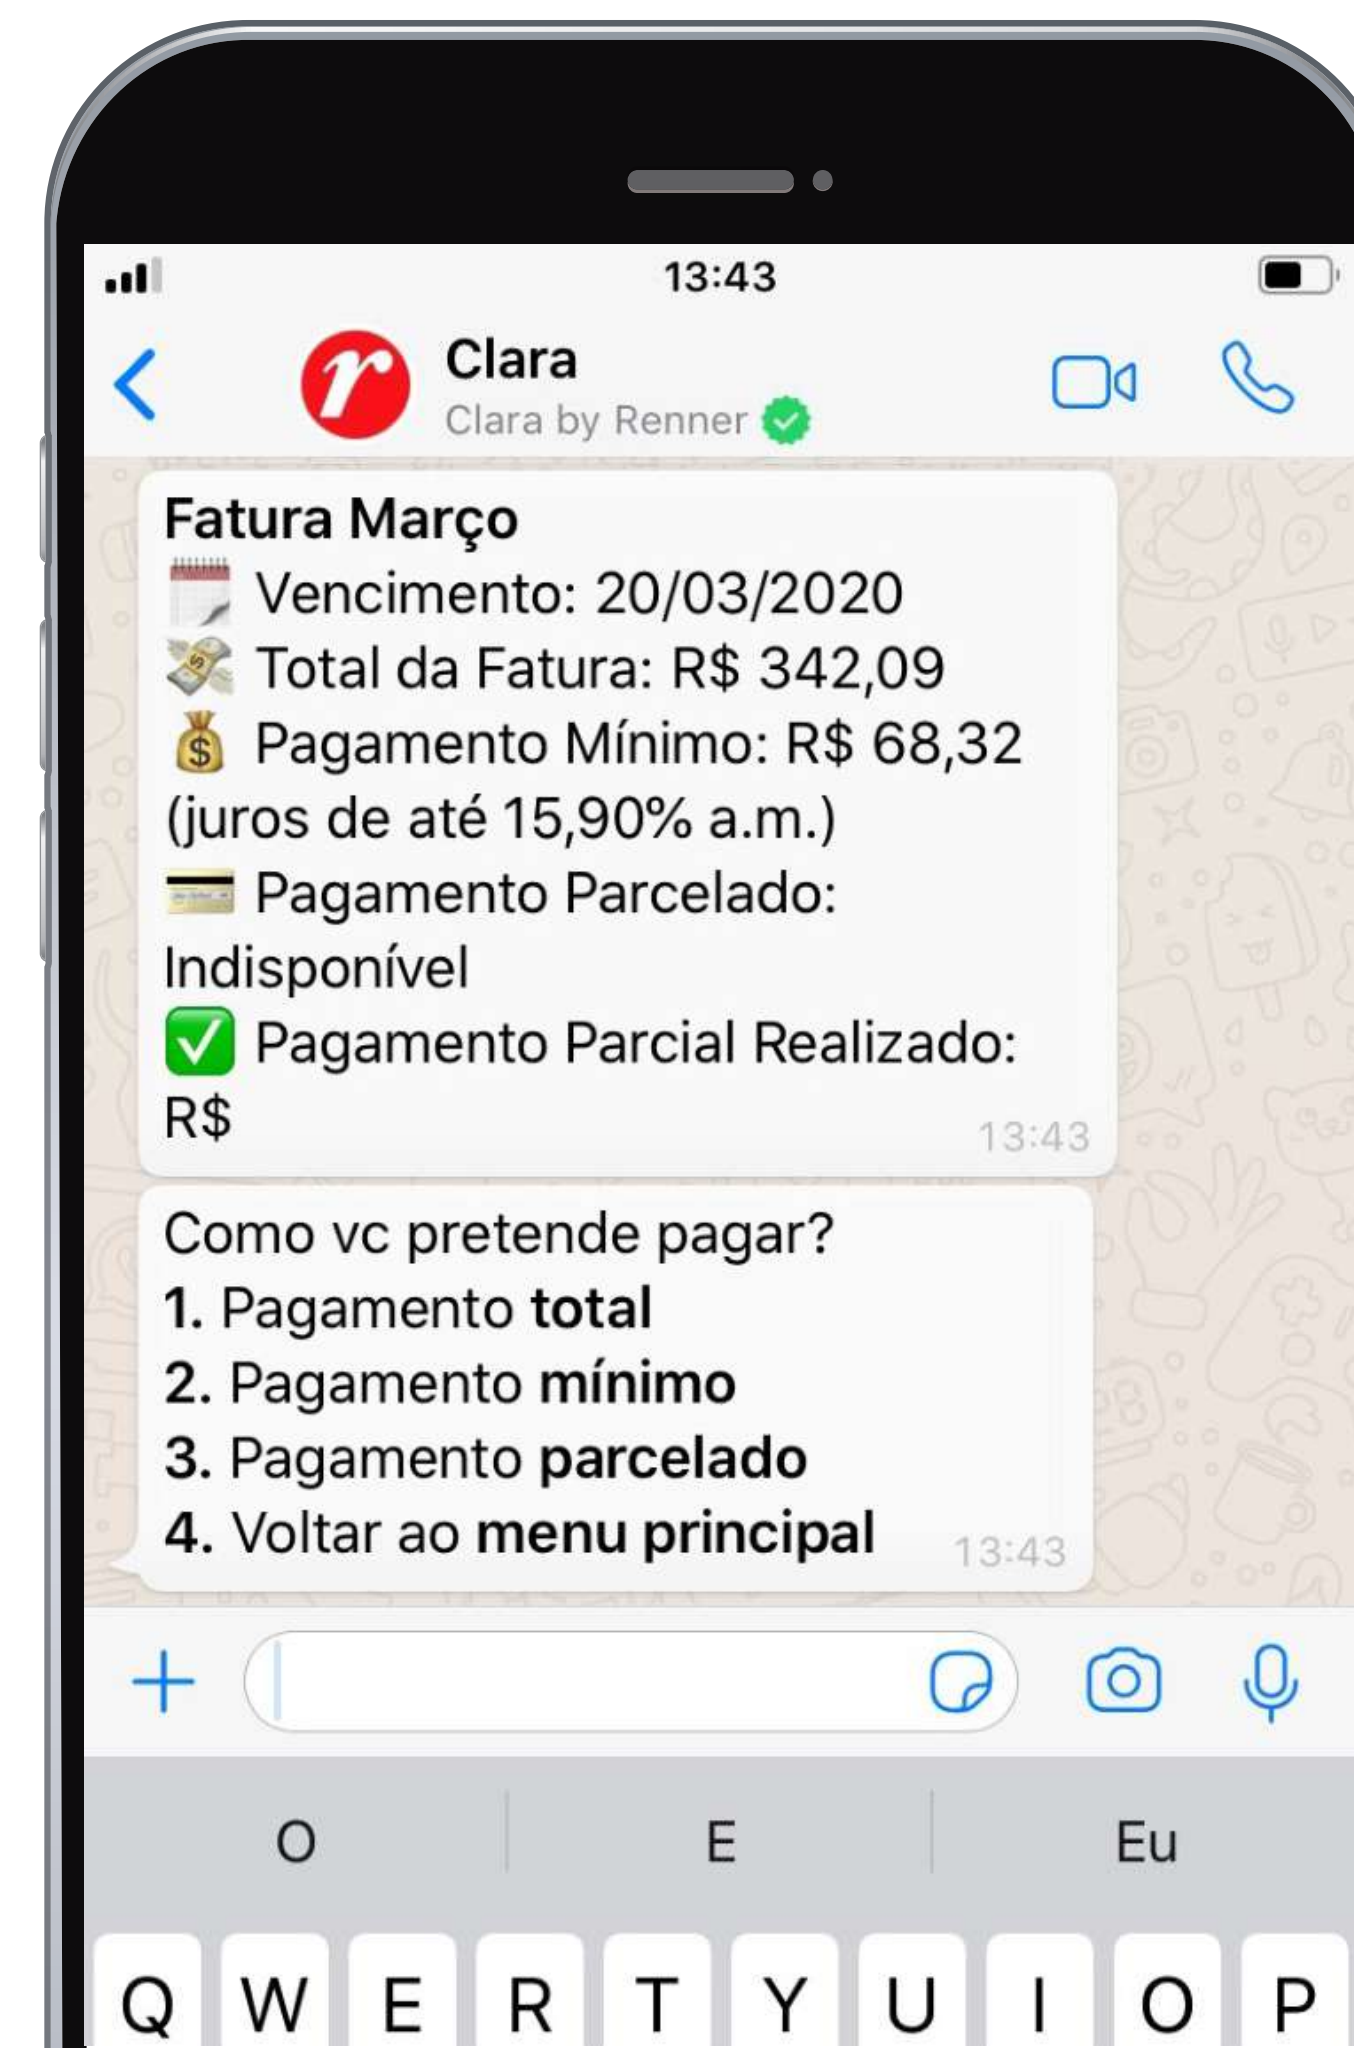 13:43
r
Clara
Clara by Renner
Fatura Março
Vencimento: 20/03/2020
Total da Fatura: R$ 342,09
Pagamento Mínimo: R$ 68,32
(juros de até 15,90% a.m.)
Pagamento Parcelado:
Indisponível
Pagamento Parcial Realizado:
R$
13:43
Como vc pretende pagar?
1. Pagamento total
2. Pagamento mínimo
3. Pagamento parcelado
4. Voltar ao menu principal
13:43
O E Eu
Q W E R T Y U I O P